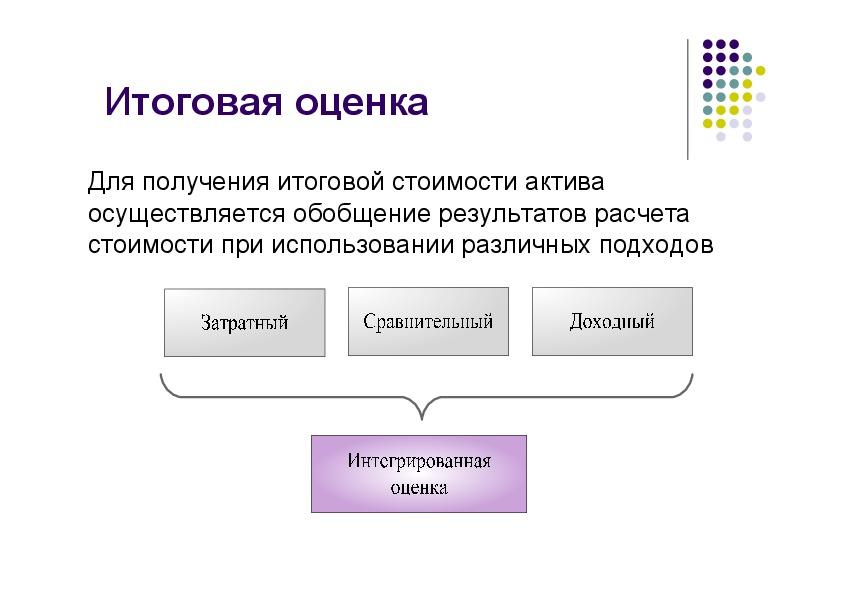 Итоговая оценка
Для получения итоговой стоимости актива
осуществляется обобщение результатов расчета
стоимости при использовании различных подходов
Затратный
Сравнительный
Доходный
Интегрированная
оценка